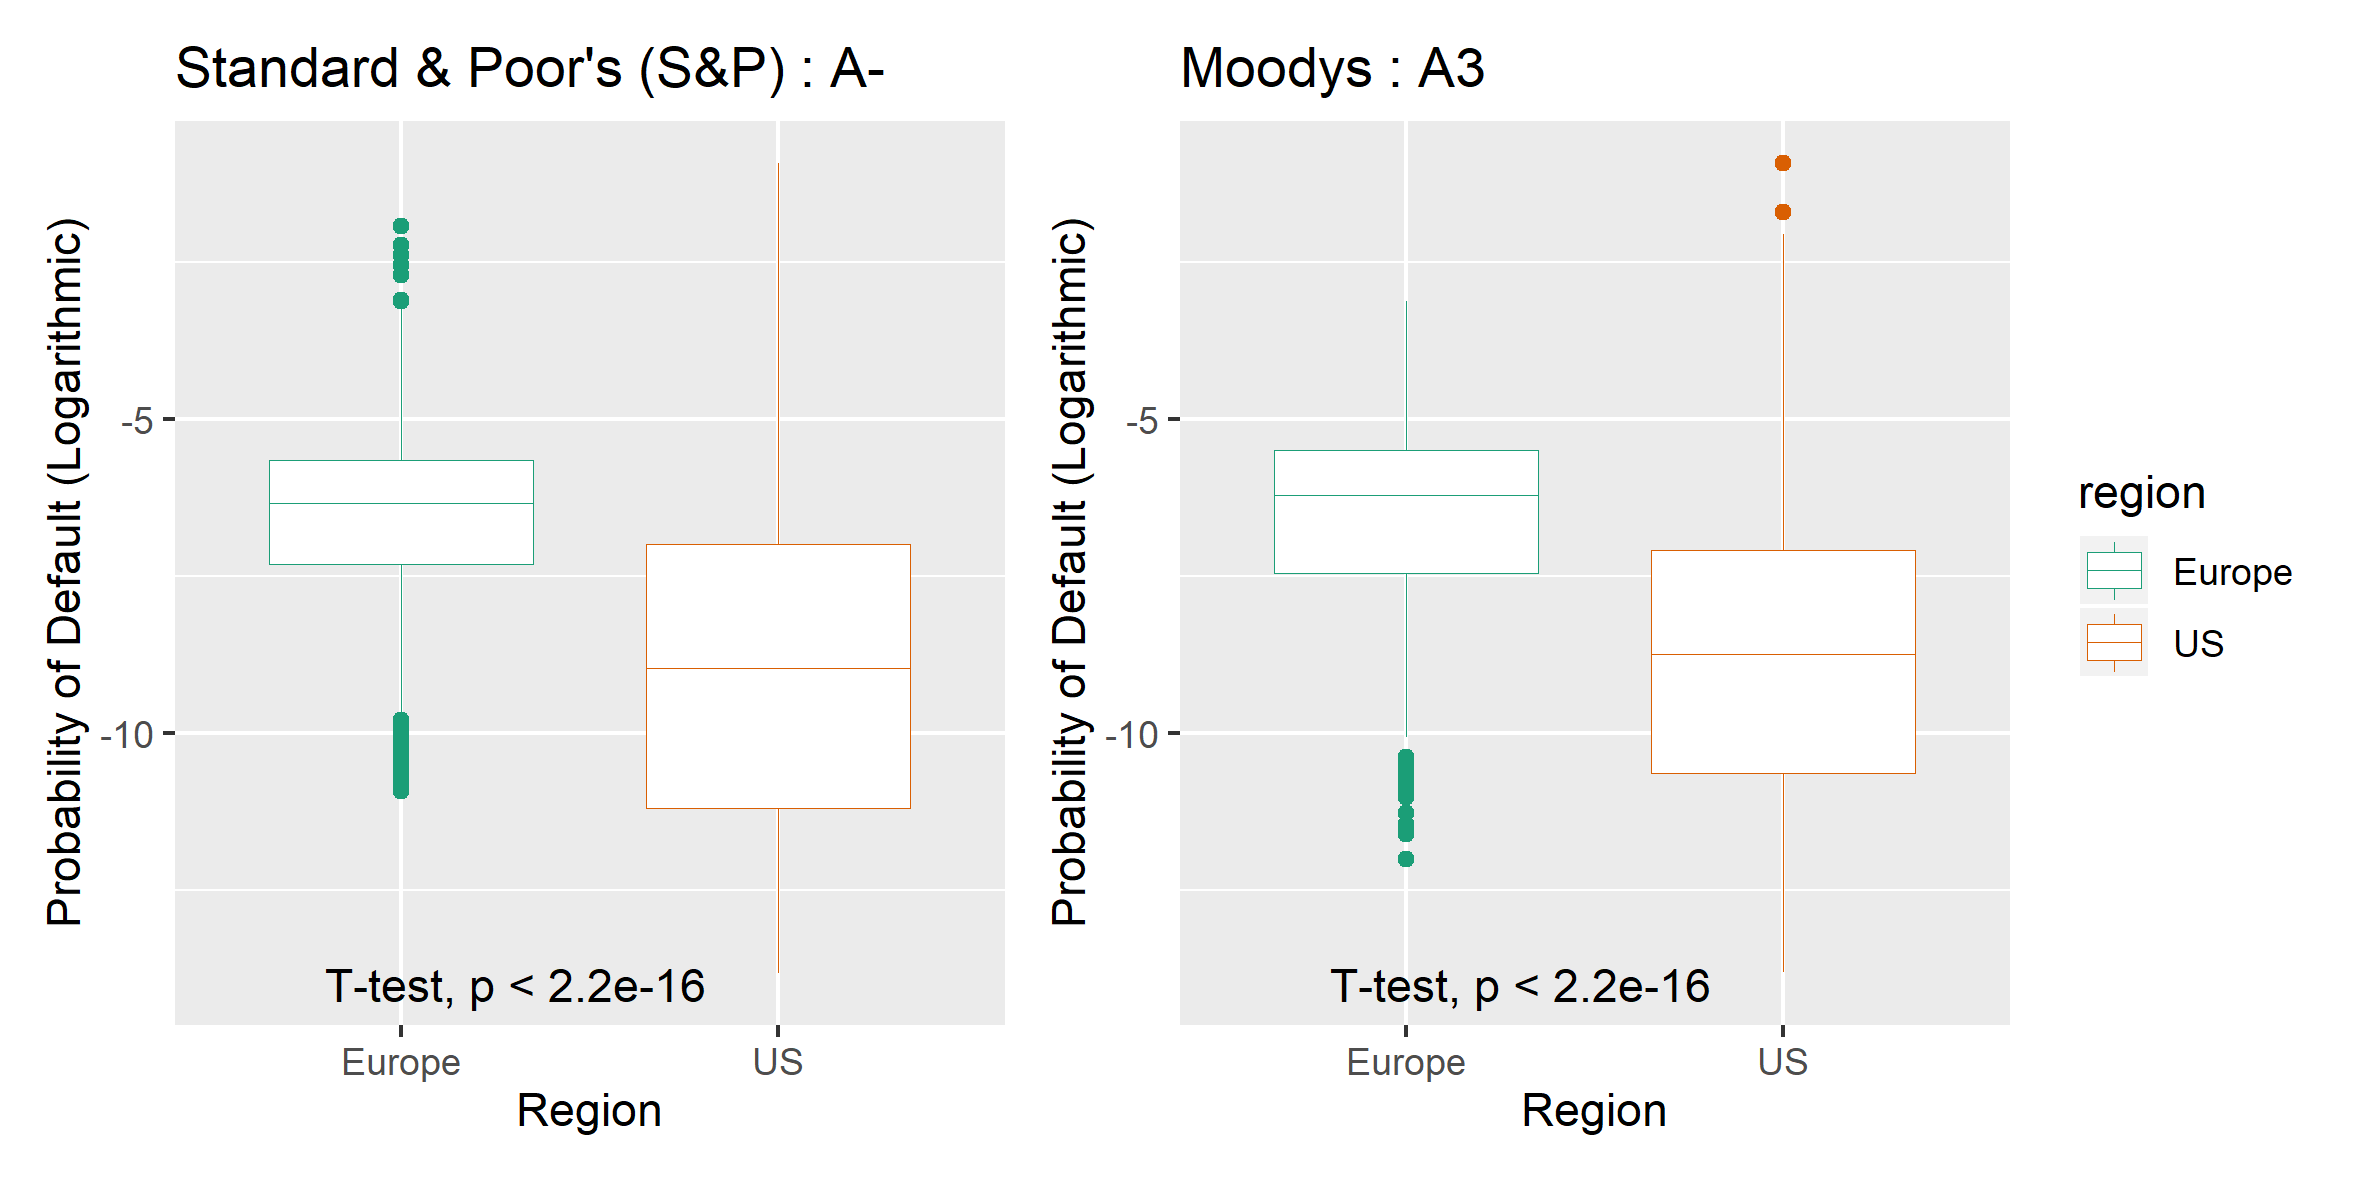 Standard & Poor's (S&P) : A-
Probability of Default (Logarithmic)
-5
-10
T-test, p < 2.2e-16
Europe
US
Region
Moodys : A3
Probability of Default (Logarithmic)
-5
-10
T-test, p < 2.2e-16
Europe
US
Region
region
Europe
US